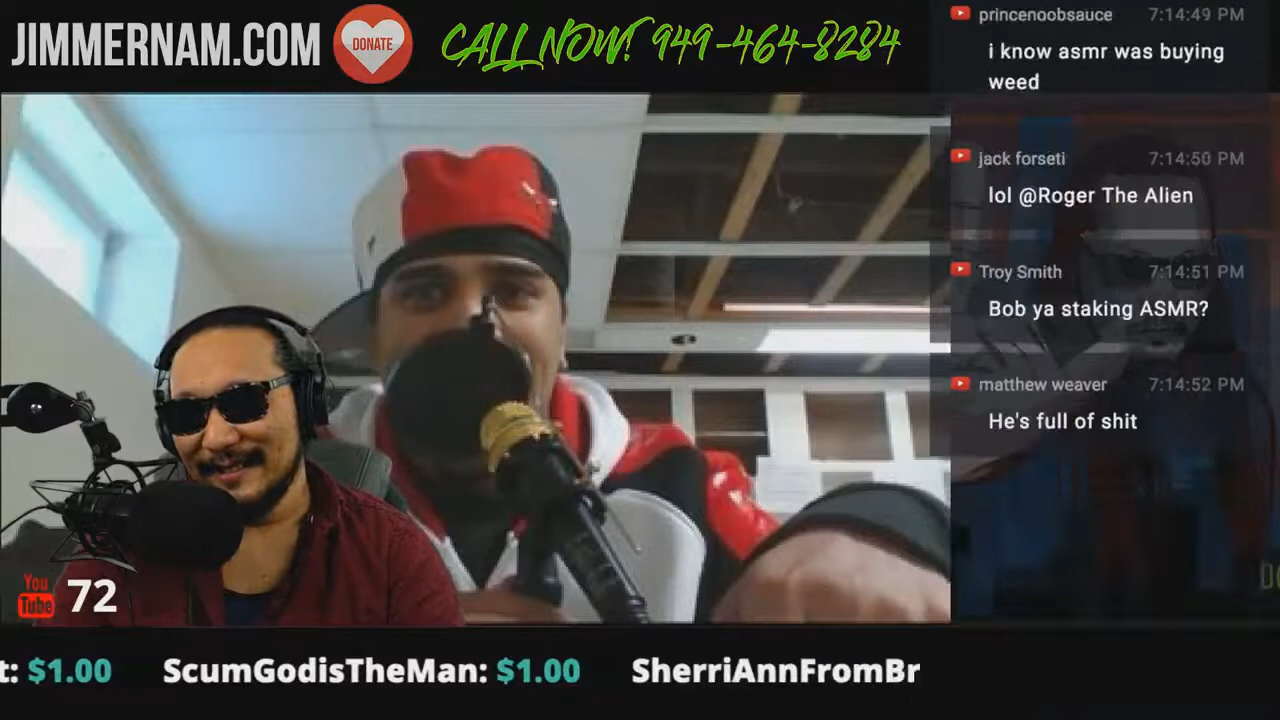 JIMMERNAM.COM
DONATE
CALL NOW! 949-464-8284
princenoobsauce 7:14:49 PM
i know asmr was buying
weed
jack forseti 7:14:50 PM
lol @Roger The Alien
Troy Smith 7:14:51 PM
Bob ya staking ASMR?
matthew weaver 7:14:52 PM
He's full of shit
You
Tube 72
t: $1.00 ScumGodisTheMan: $1.00 SherriAnnFromBr